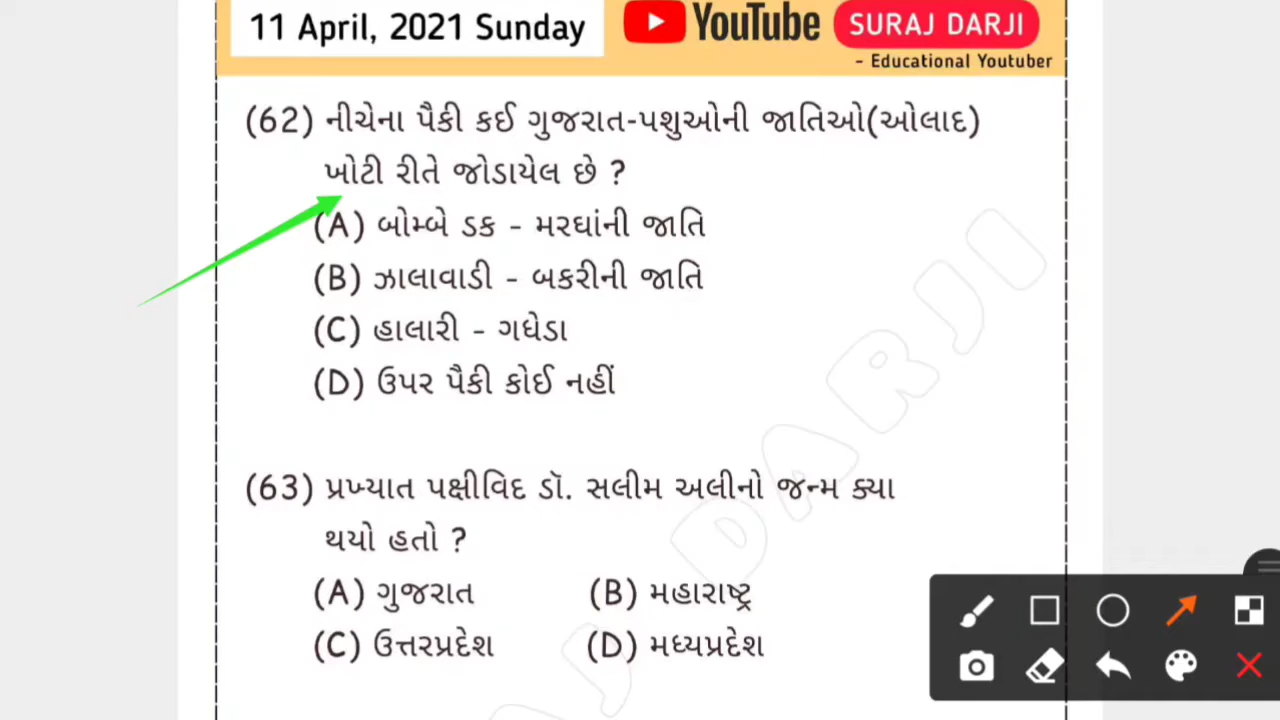 11 April, 2021 Sunday
YouTube
SURAJ DARJI
- Educational Youtuber
(62) નીચેના પૈકી કઈ ગુજરાત-પશુઓની જાતિઓ(ઓલાદ)
ખોટી રીતે જોડાયેલ છે ?
(A) બોમ્બે ડક - મરઘાંની જાતિ
(B) ઝાલાવાડી - બકરીની જાતિ
(C) હાલારી - ગધેડા
(D) ઉપર પૈકી કોઈ નહીં
(63) પ્રખ્યાત પક્ષીવિદ ડૉ. સલીમ અલીનો જન્મ ક્યા
થયો હતો ?
(A) ગુજરાત (B) મહારાષ્ટ્ર
(C) ઉત્તરપ્રદેશ (D) મધ્યપ્રદેશ
DARJI